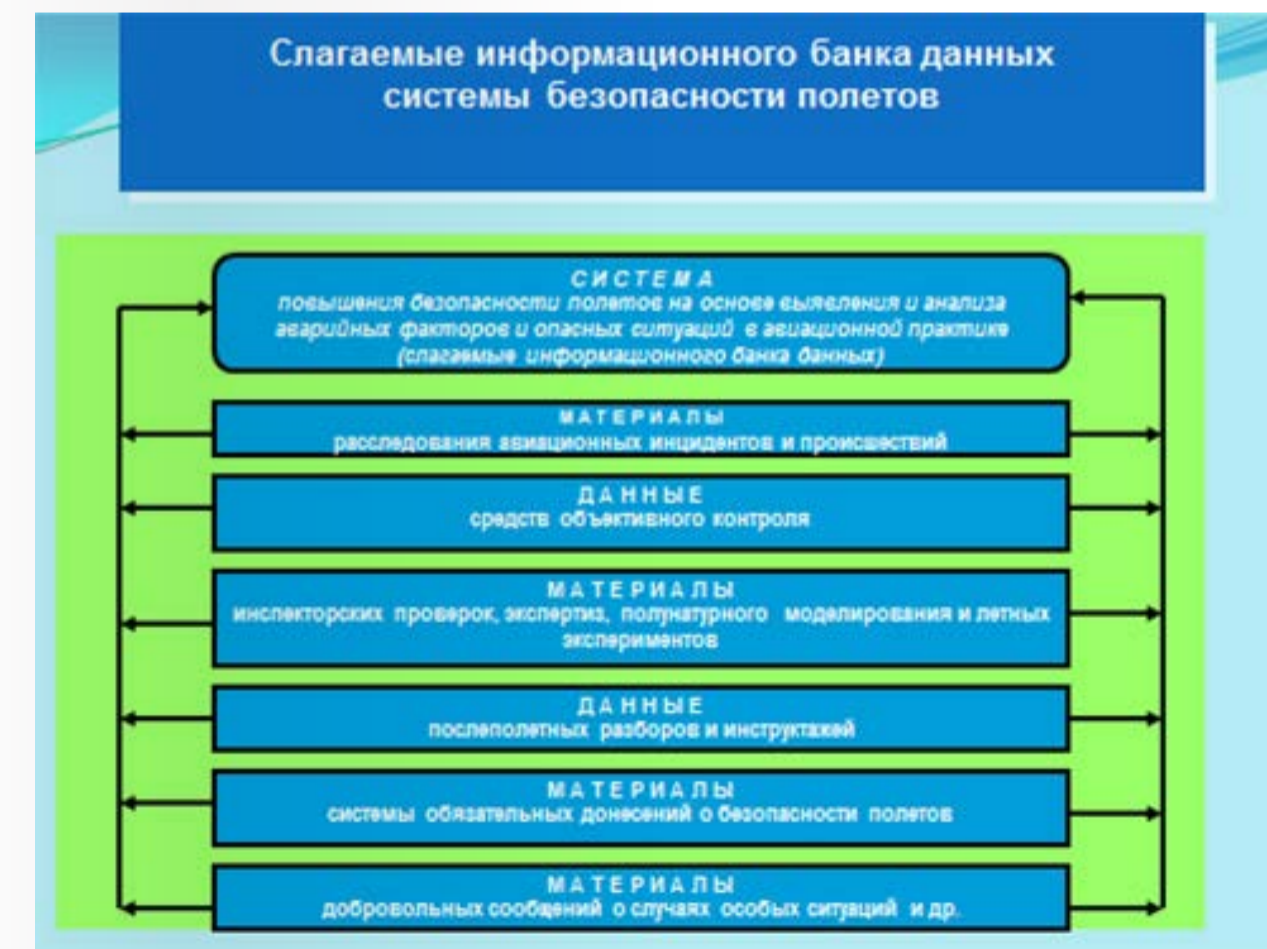 Слагаемые информационного банка данных
системы безопасности полетов
СИСТЕМА
повышения безопасности полетов на основе выявления и анализа
аварийных факторов и опасных ситуаций в авиационной практике
(слагаемые информационного банка данных)
МАТЕРИАЛЫ
расследования авиационных инцидентов и происшествий
ДАННЫЕ
средств объективного контроля
МАТЕРИАЛЫ
инспекторских проверок, экспертиз, полунатурного моделирования и летных
экспериментов
ДАННЫЕ
послеполетных разборов и инструктажей
МАТЕРИАЛЫ
системы обязательных донесений о безопасности полетов
МАТЕРИАЛЫ
добровольных сообщений о случаях особых ситуаций и др.